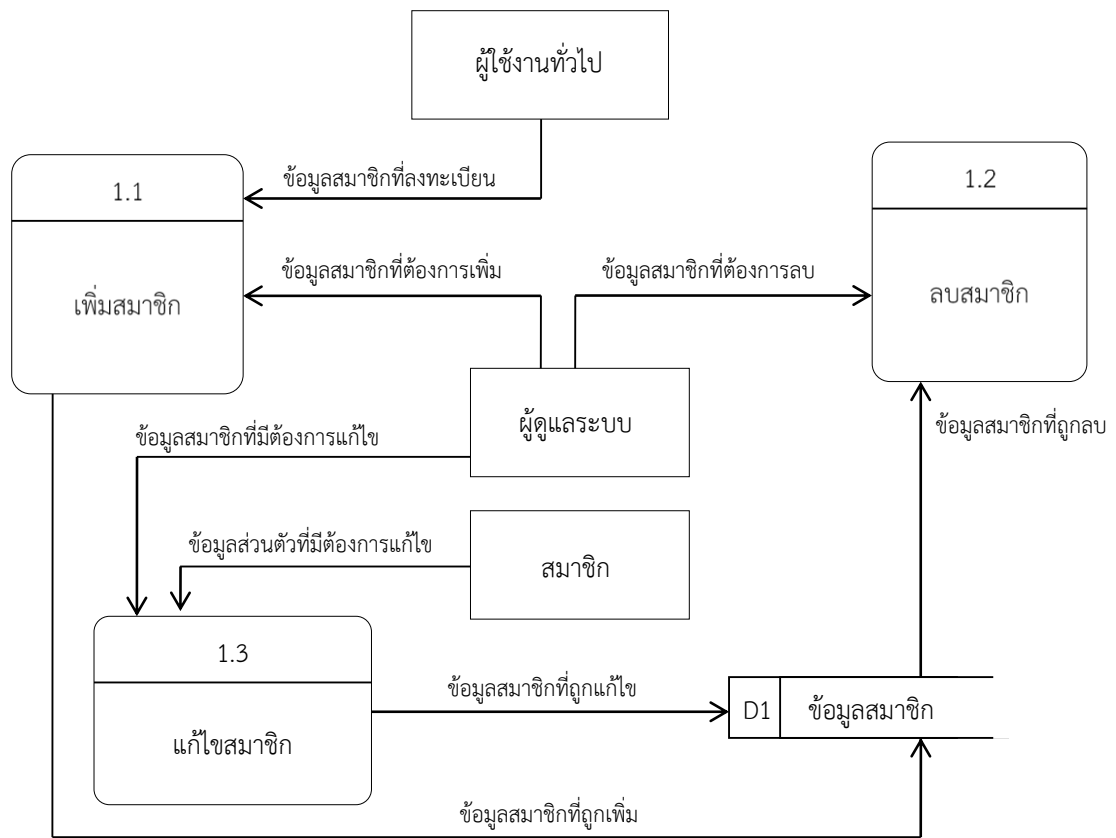 ผู้ใช้งานทั่วไป
ข้อมูลสมาชิกที่ลงทะเบียน
1.1
เพิ่มสมาชิก
1.2
ลบสมาชิก
ข้อมูลสมาชิกที่ต้องการเพิ่ม
ข้อมูลสมาชิกที่ต้องการลบ
ผู้ดูแลระบบ
ข้อมูลสมาชิกที่มีต้องการแก้ไข
ข้อมูลสมาชิกที่ถูกลบ
ข้อมูลส่วนตัวที่มีต้องการแก้ไข
สมาชิก
1.3
แก้ไขสมาชิก
ข้อมูลสมาชิกที่ถูกแก้ไข
D1 ข้อมูลสมาชิก
ข้อมูลสมาชิกที่ถูกเพิ่ม